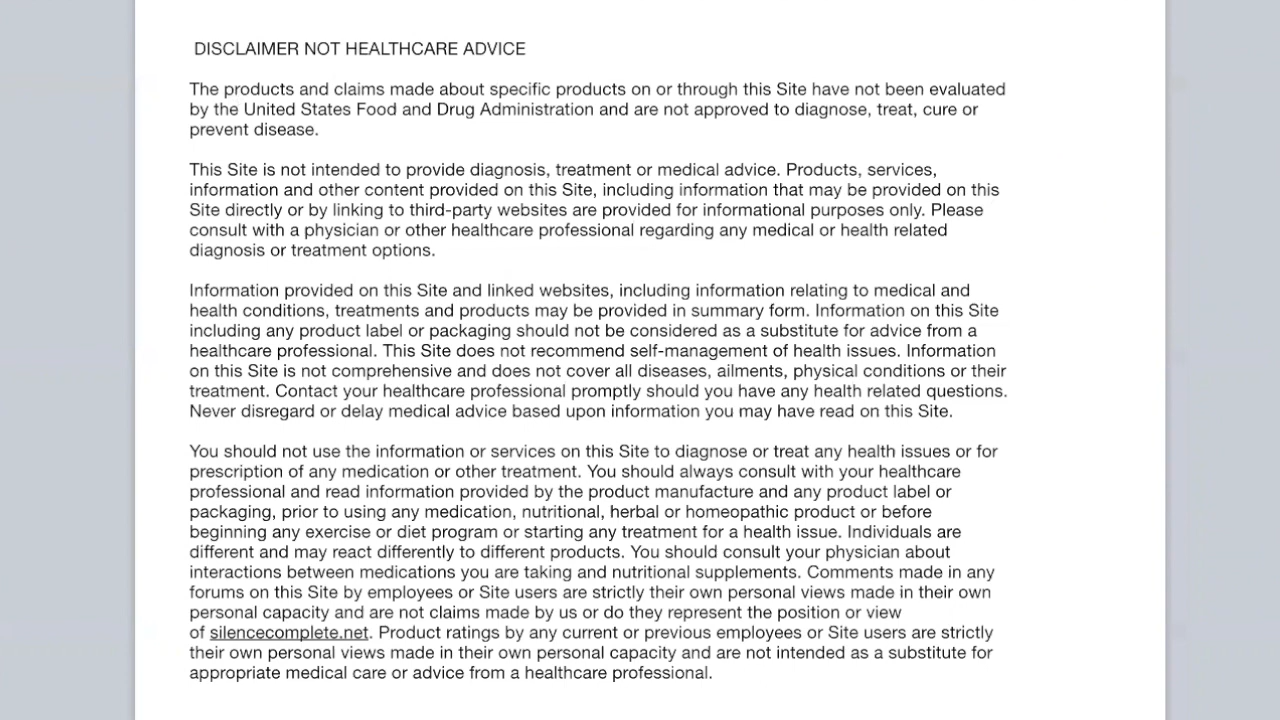 DISCLAIMER NOT HEALTHCARE ADVICE
The products and claims made about specific products on or through this Site have not been evaluated
by the United States Food and Drug Administration and are not approved to diagnose, treat, cure or
prevent disease.
This Site is not intended to provide diagnosis, treatment or medical advice. Products, services,
information and other content provided on this Site, including information that may be provided on this
Site directly or by linking to third-party websites are provided for informational purposes only. Please
consult with a physician or other healthcare professional regarding any medical or health related
diagnosis or treatment options.
Information provided on this Site and linked websites, including information relating to medical and
health conditions, treatments and products may be provided in summary form. Information on this Site
including any product label or packaging should not be considered as a substitute for advice from a
healthcare professional. This Site does not recommend self-management of health issues. Information
on this Site is not comprehensive and does not cover all diseases, ailments, physical conditions or their
treatment. Contact your healthcare professional promptly should you have any health related questions.
Never disregard or delay medical advice based upon information you may have read on this Site.
You should not use the information or services on this Site to diagnose or treat any health issues or for
prescription of any medication or other treatment. You should always consult with your healthcare
professional and read information provided by the product manufacture and any product label or
packaging, prior to using any medication, nutritional, herbal or homeopathic product or before
beginning any exercise or diet program or starting any treatment for a health issue. Individuals are
different and may react differently to different products. You should consult your physician about
interactions between medications you are taking and nutritional supplements. Comments made in any
forums on this Site by employees or Site users are strictly their own personal views made in their own
personal capacity and are not claims made by us or do they represent the position or view
of silencecomplete.net. Product ratings by any current or previous employees or Site users are strictly
their own personal views made in their own personal capacity and are not intended as a substitute for
appropriate medical care or advice from a healthcare professional.